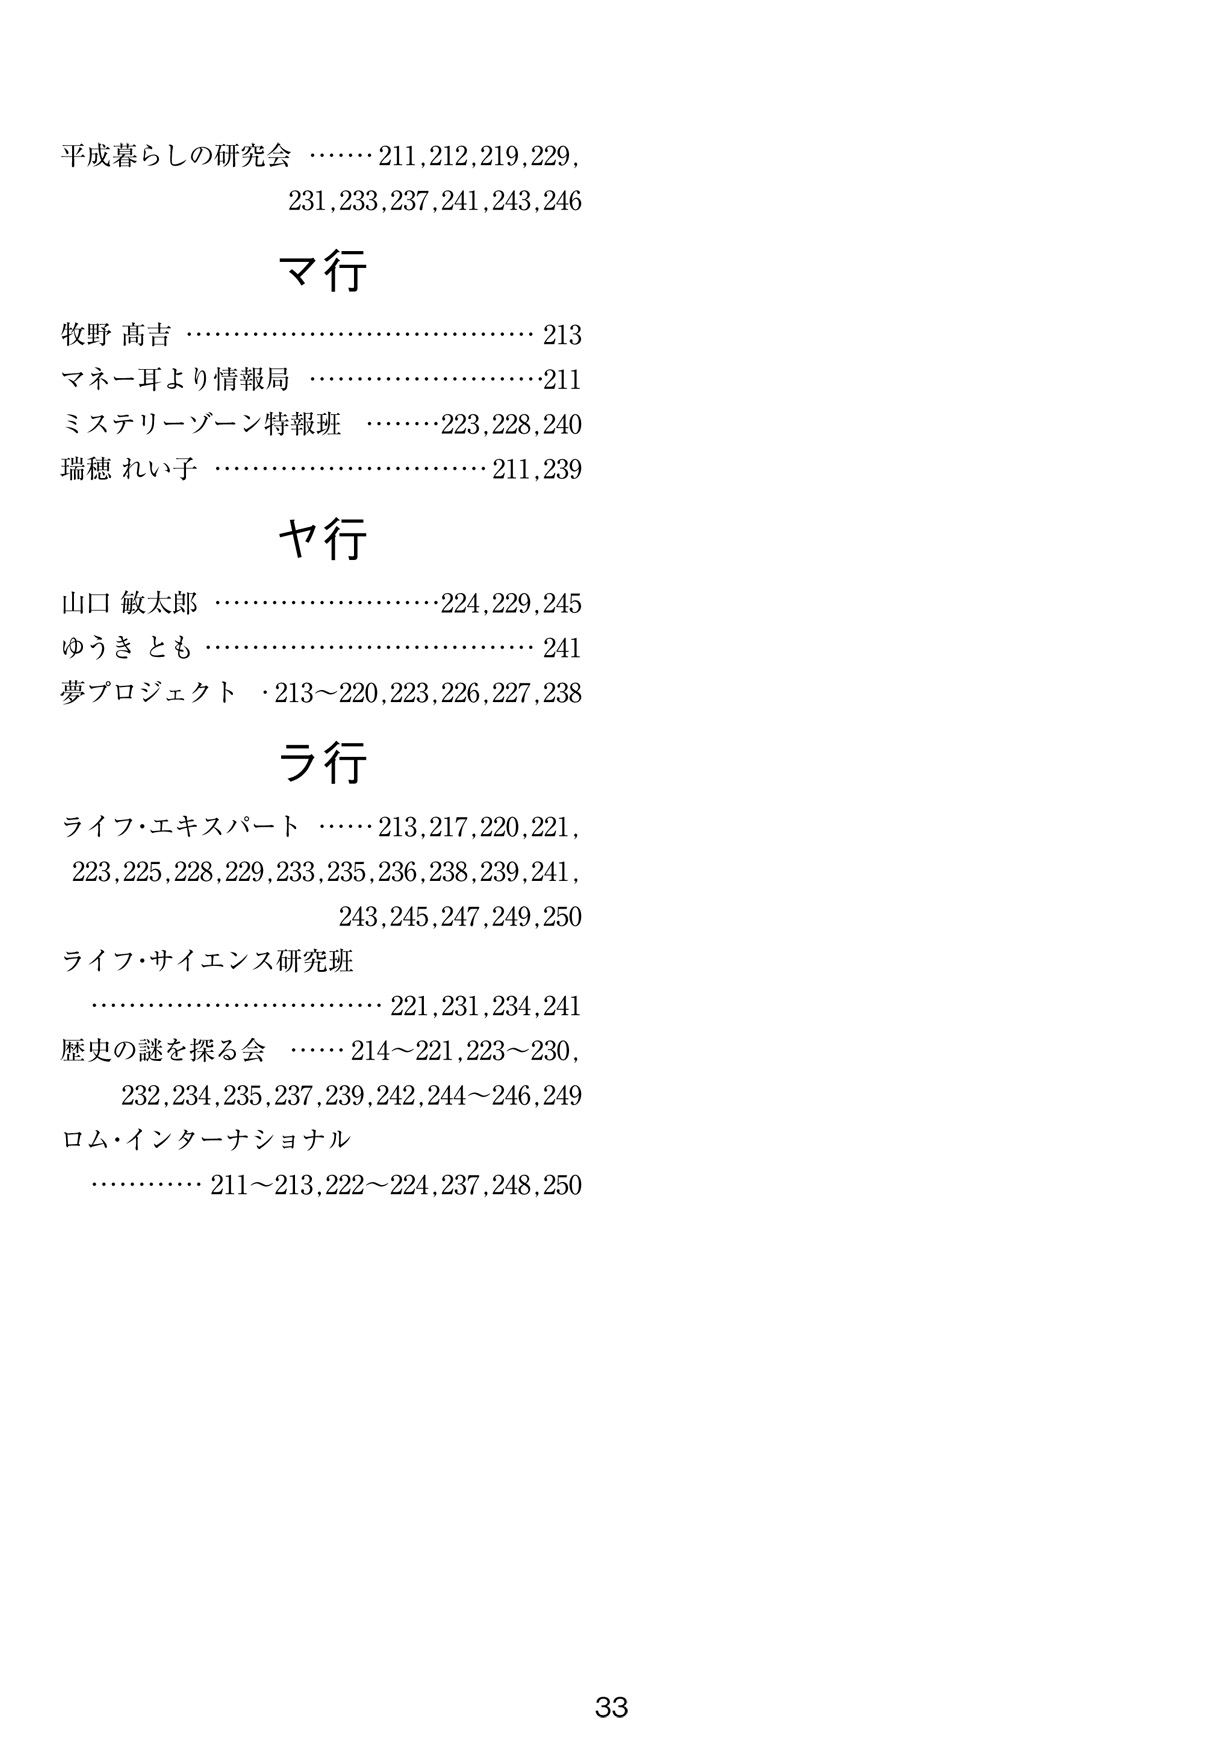 平成暮らしの研究会 ……‥211,212,219,229,
231,233,237,241,243,246
マ行
牧野 髙吉 ……………………………… 213
マネー耳より情報局 ……………………211
ミステリーゾーン特報班 ……‥223,228,240
瑞穂 れい子 ………………………‥ 211,239
ヤ行
山口 敏太郎 ……………………224,229,245
ゆうき とも …………………………… 241
夢プロジェクト ・213〜220,223,226,227,238
ラ行
ライフ・エキスパート ……213,217,220,221,
223,225,228,229,233,235,236,238,239,241,
243,245,247,249,250
ライフ・サイエンス研究班
………………………… 221,231,234,241
歴史の謎を探る会 ……214〜221,223〜230,
232,234,235,237,239,242,244〜246,249
ロム・インターナショナル
………… 211〜213,222〜224,237,248,250
33